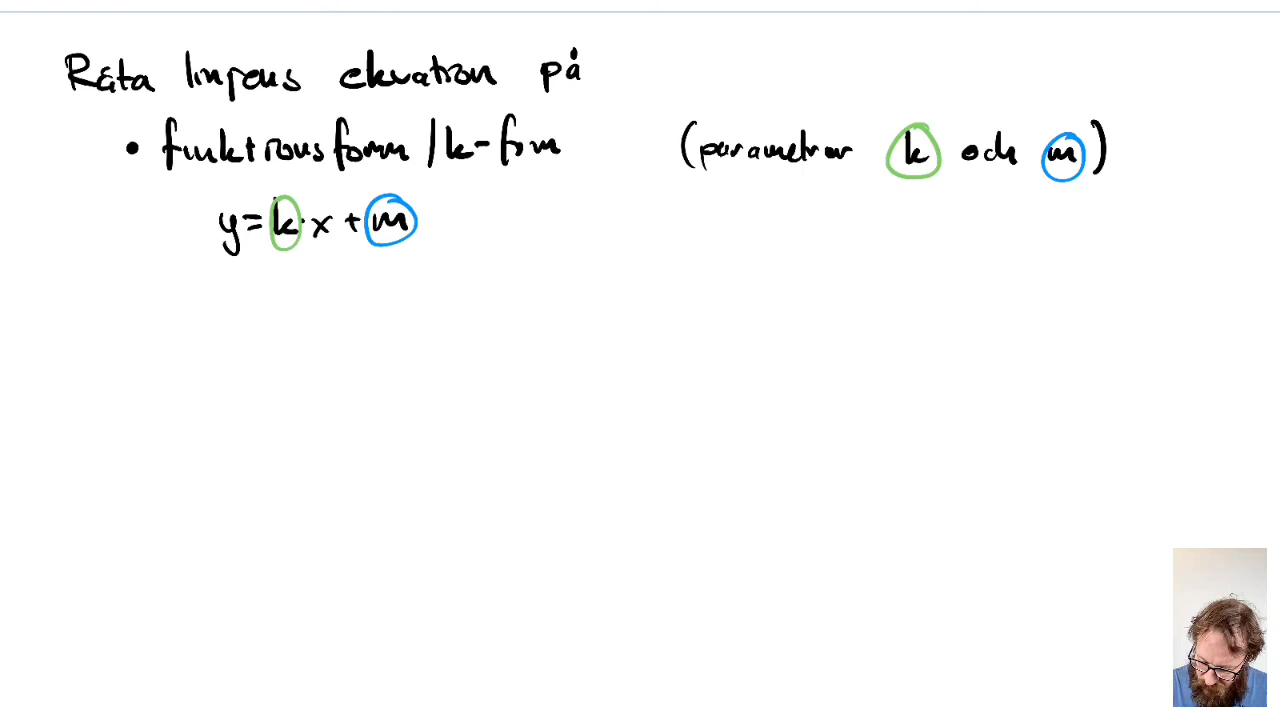 Räta linjens ekvation på
• funktionsform / k-form (parametrar k och m)
y = k · x + m